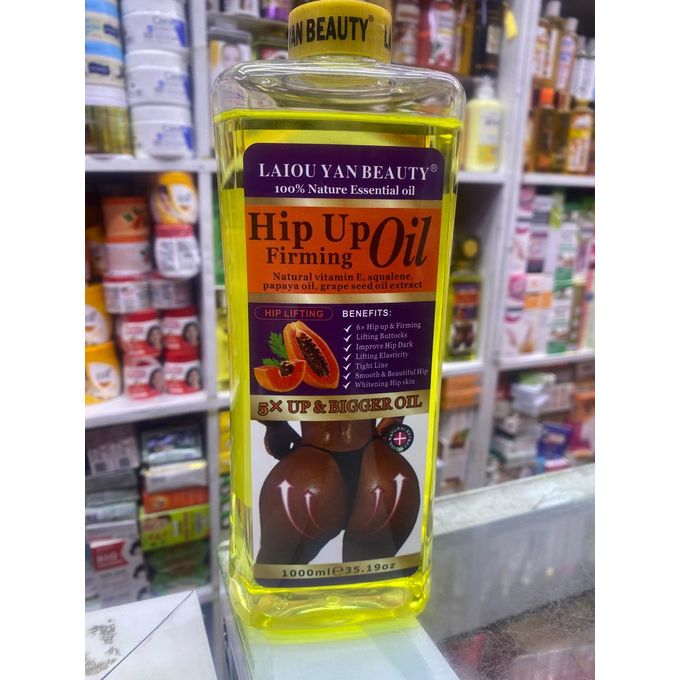 YAN BEAUTY®
LAIOU YAN BEAUTY®
100% Nature Essential oil
Hip Up Oil
Firming
Natural vitamin E, squalene,
papaya oil, grape seed oil extract
HIP LIFTING
BENEFITS:
6× Hip up & Firming
Lifting Buttocks
Improve Hip Dark
Lifting Elasticity
Tight Line
Smooth & Beautiful Hip
Whitening Hip skin
5× UP & BIGGER OIL
1000ml℮35.19oz